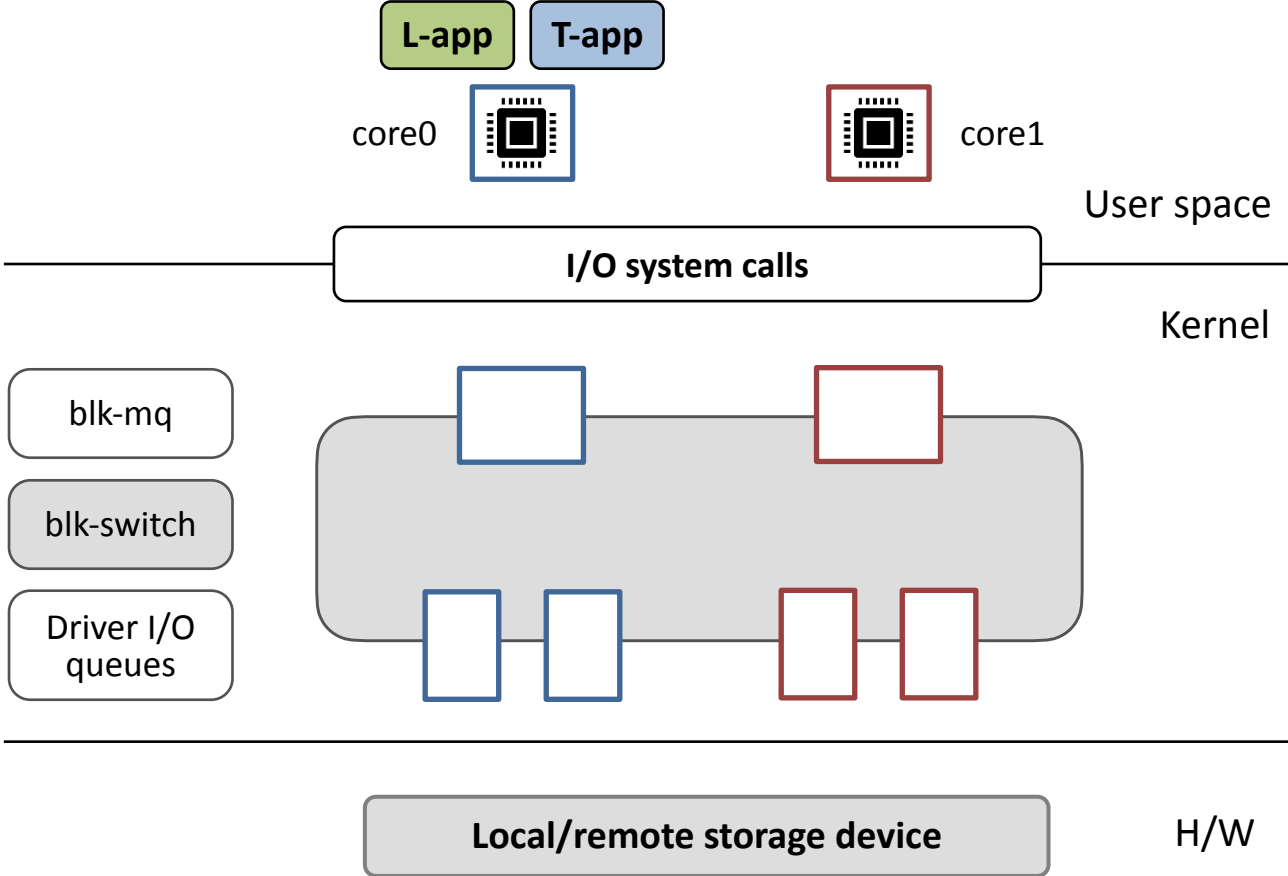 L-app
T-app
core0
core1
User space
I/O system calls
Kernel
blk-mq
blk-switch
Driver I/O
queues
Local/remote storage device
H/W